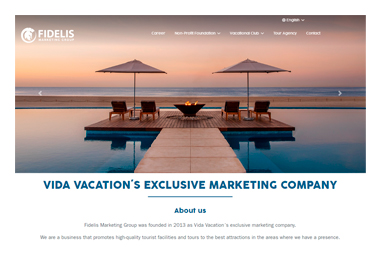 English
FIDELIS
MARKETING GROUP
Career
Non-Profit Foundation
Vacational Club
Tour Agency
Contact
VIDA VACATION´S EXCLUSIVE MARKETING COMPANY
About us
Fidelis Marketing Group was founded in 2013 as Vida Vacation´s exclusive marketing company.
We are a business that promotes high-quality tourist facilities and tours to the best attractions in the areas where we have a presence.